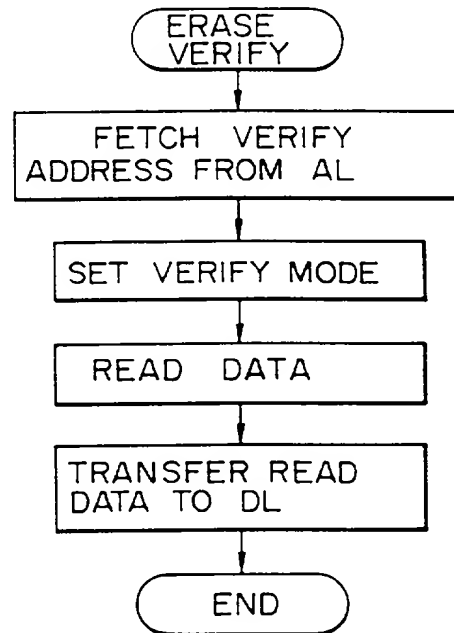 ERASE
VERIFY
FETCH VERIFY
ADDRESS FROM AL
SET VERIFY MODE
READ DATA
TRANSFER READ
DATA TO DL
END